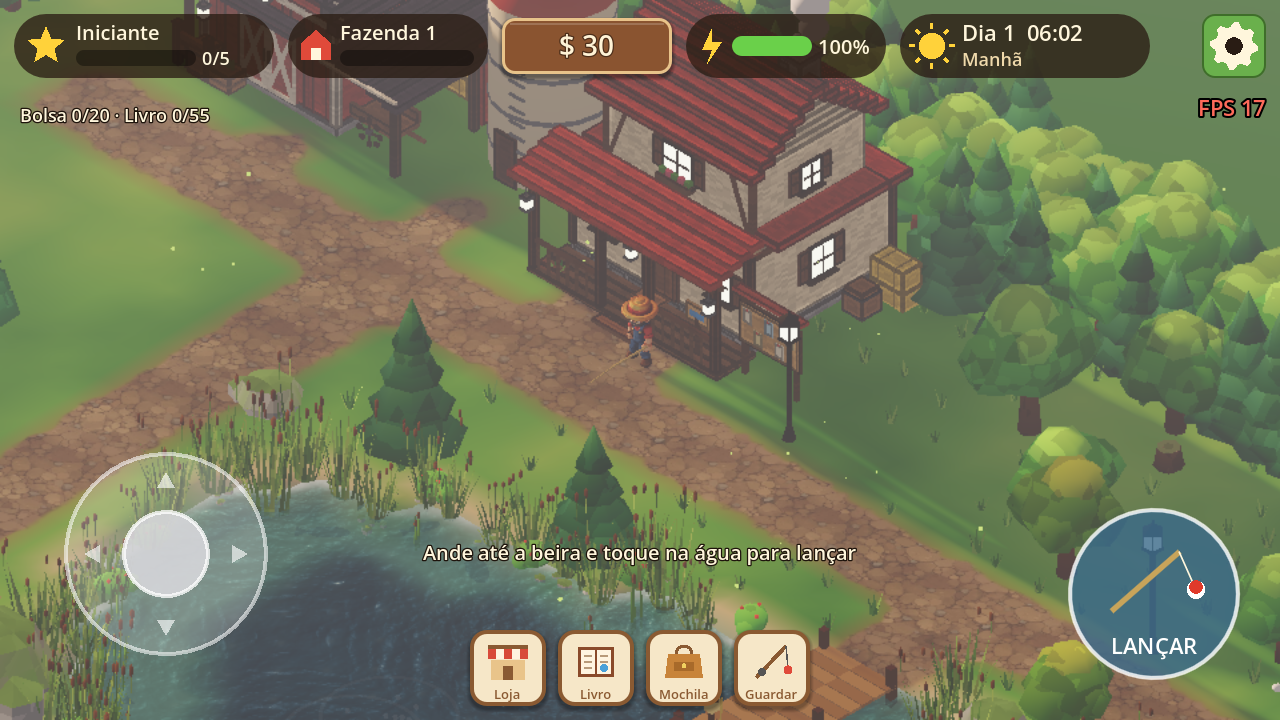 Iniciante
0/5
Fazenda 1
$ 30
100%
Dia 1 06:02
Manhã
Bolsa 0/20 · Livro 0/55
FPS 17
Ande até a beira e toque na água para lançar
LANÇAR
Loja
Livro
Mochila
Guardar